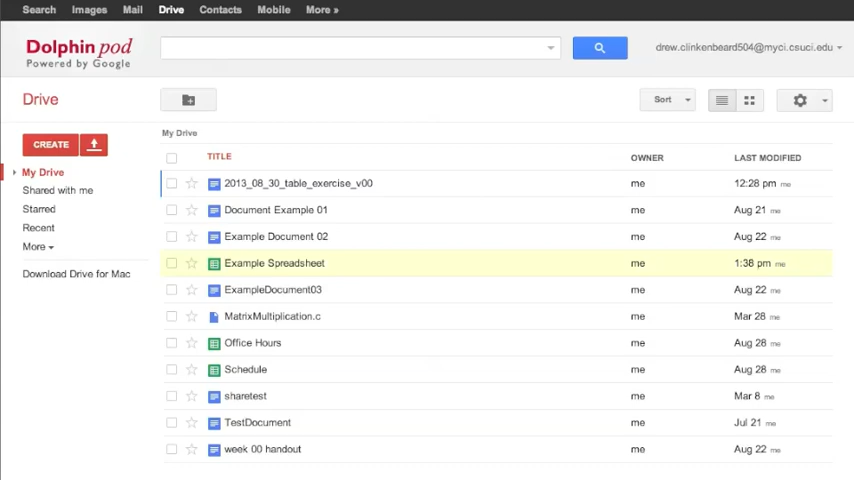 Search Images Mail Drive Contacts Mobile More »
Dolphin pod
Powered by Google
drew.clinkenbeard504@myci.csuci.edu
Drive
Sort
CREATE
My Drive
Shared with me
Starred
Recent
More
Download Drive for Mac
My Drive
TITLE OWNER LAST MODIFIED
2013_08_30_table_exercise_v00 me 12:28 pm me
Document Example 01 me Aug 21 me
Example Document 02 me Aug 22 me
Example Spreadsheet me 1:38 pm me
ExampleDocument03 me Aug 22 me
MatrixMultiplication.c me Mar 28 me
Office Hours me Aug 28 me
Schedule me Aug 28 me
sharetest me Mar 8 me
TestDocument me Jul 21 me
week 00 handout me Aug 22 me